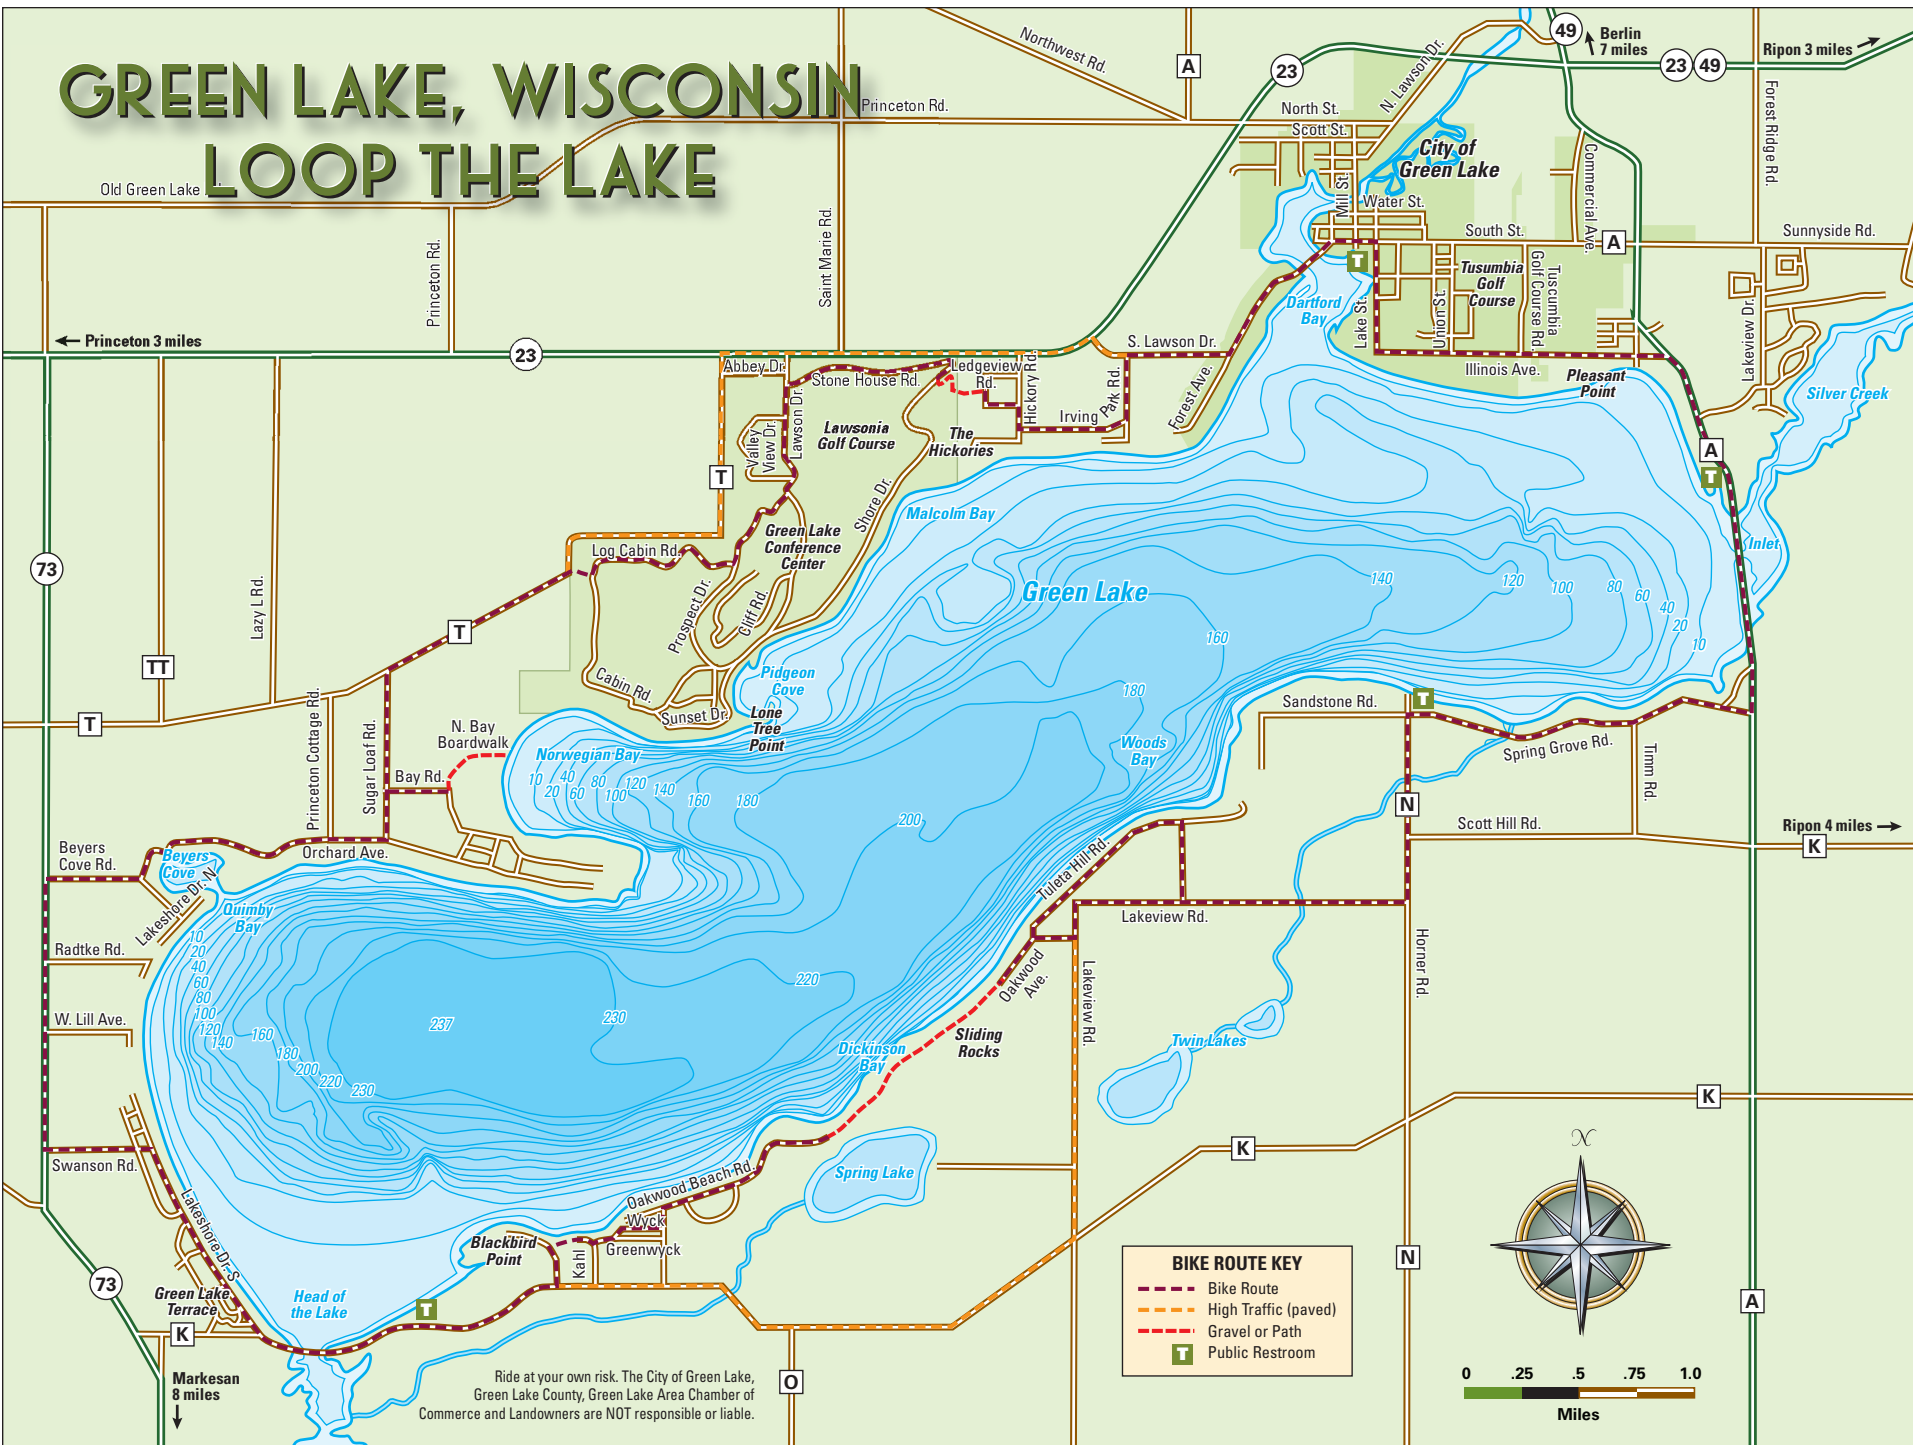 GREEN LAKE, WISCONSIN
LOOP THE LAKE
Northwest Rd.
A
23
49
Berlin
7 miles
23
49
Ripon 3 miles
Princeton Rd.
North St.
Scott St.
N. Lawson Dr.
City of
Green Lake
Mill St.
Water St.
Commercial Ave.
Forest Ridge Rd.
Old Green Lake
Princeton Rd.
Saint Marie Rd.
South St.
A
Sunnyside Rd.
T
Tusumbia
Golf
Course
Tuscumbia
Golf Course Rd.
Union St.
Lake St.
Dartford
Bay
Lakeview Dr.
Princeton 3 miles
23
S. Lawson Dr.
Illinois Ave.
Pleasant
Point
Silver Creek
Abbey Dr.
Stone House Rd.
Ledgeview
Rd.
Hickory Rd.
Irving
Park Rd.
Forest Ave.
Lawson Dr.
Valley
View Dr.
Lawsonia
Golf Course
The
Hickories
T
A
T
Shore Dr.
Malcolm Bay
Green Lake
Conference
Center
Log Cabin Rd.
Inlet
73
Lazy L Rd.
Prospect Dr.
Cliff Rd.
Green Lake
140
120
100
80
60
40
20
10
160
T
TT
Cabin Rd.
Sunset Dr.
Pidgeon
Cove
Lone
Tree
Point
180
T
Sandstone Rd.
T
Princeton Cottage Rd.
Sugar Loaf Rd.
N. Bay
Boardwalk
Bay Rd.
Norwegian Bay
10
20
40
60
80
100
120
140
160
180
200
Woods
Bay
Spring Grove Rd.
Timm Rd.
N
Scott Hill Rd.
Ripon 4 miles
K
Beyers
Cove Rd.
Beyers
Cove
Orchard Ave.
Tuleta Hill Rd.
Lakeshore Dr. N
Quimby
Bay
Lakeview Rd.
Radtke Rd.
10
20
40
60
80
100
120
140
160
180
200
220
230
237
230
220
Oakwood
Ave.
Lakeview Rd.
Horner Rd.
W. Lill Ave.
Dickinson
Bay
Sliding
Rocks
Twin Lakes
K
K
Swanson Rd.
Oakwood Beach Rd.
Spring Lake
N
Lakeshore Dr. S
Wyck
Greenwyck
Kahl
Blackbird
Point
73
Green Lake
Terrace
Head of
the Lake
T
K
N
A
BIKE ROUTE KEY
Bike Route
High Traffic (paved)
Gravel or Path
T Public Restroom
Markesan
8 miles
O
Ride at your own risk. The City of Green Lake,
Green Lake County, Green Lake Area Chamber of
Commerce and Landowners are NOT responsible or liable.
0 .25 .5 .75 1.0
Miles